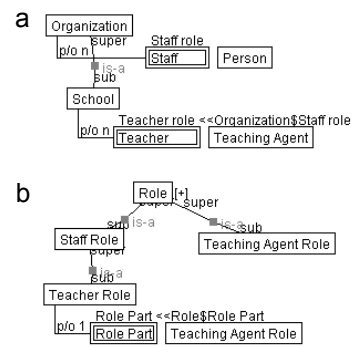 a
Organization
super
p/o n
Staff role
Staff
Person
is-a
sub
School
p/o n
Teacher role <<Organization$Staff role
Teacher
Teaching Agent
b
Role [+]
super super
sub is-a
is-a
sub
Staff Role
Teaching Agent Role
super
is-a
sub
Teacher Role
p/o 1
Role Part <<Role$Role Part
Role Part
Teaching Agent Role